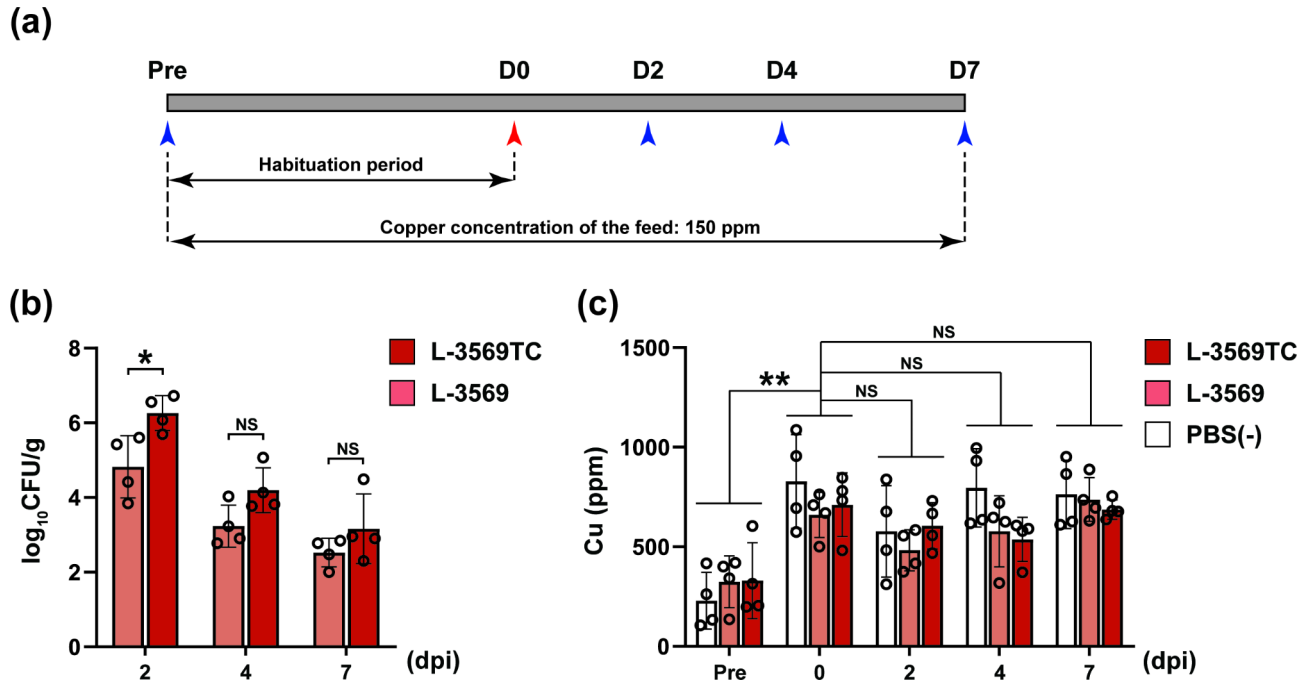 (a)
Pre D0 D2 D4 D7
Habituation period
Copper concentration of the feed: 150 ppm
(b)
log10CFU/g
8
6
4
2
0
*
NS
NS
2 4 7 (dpi)
L-3569TC
L-3569
(c)
Cu (ppm)
1500
1000
500
0
**
NS
NS
NS
Pre 0 2 4 7 (dpi)
L-3569TC
L-3569
PBS(-)